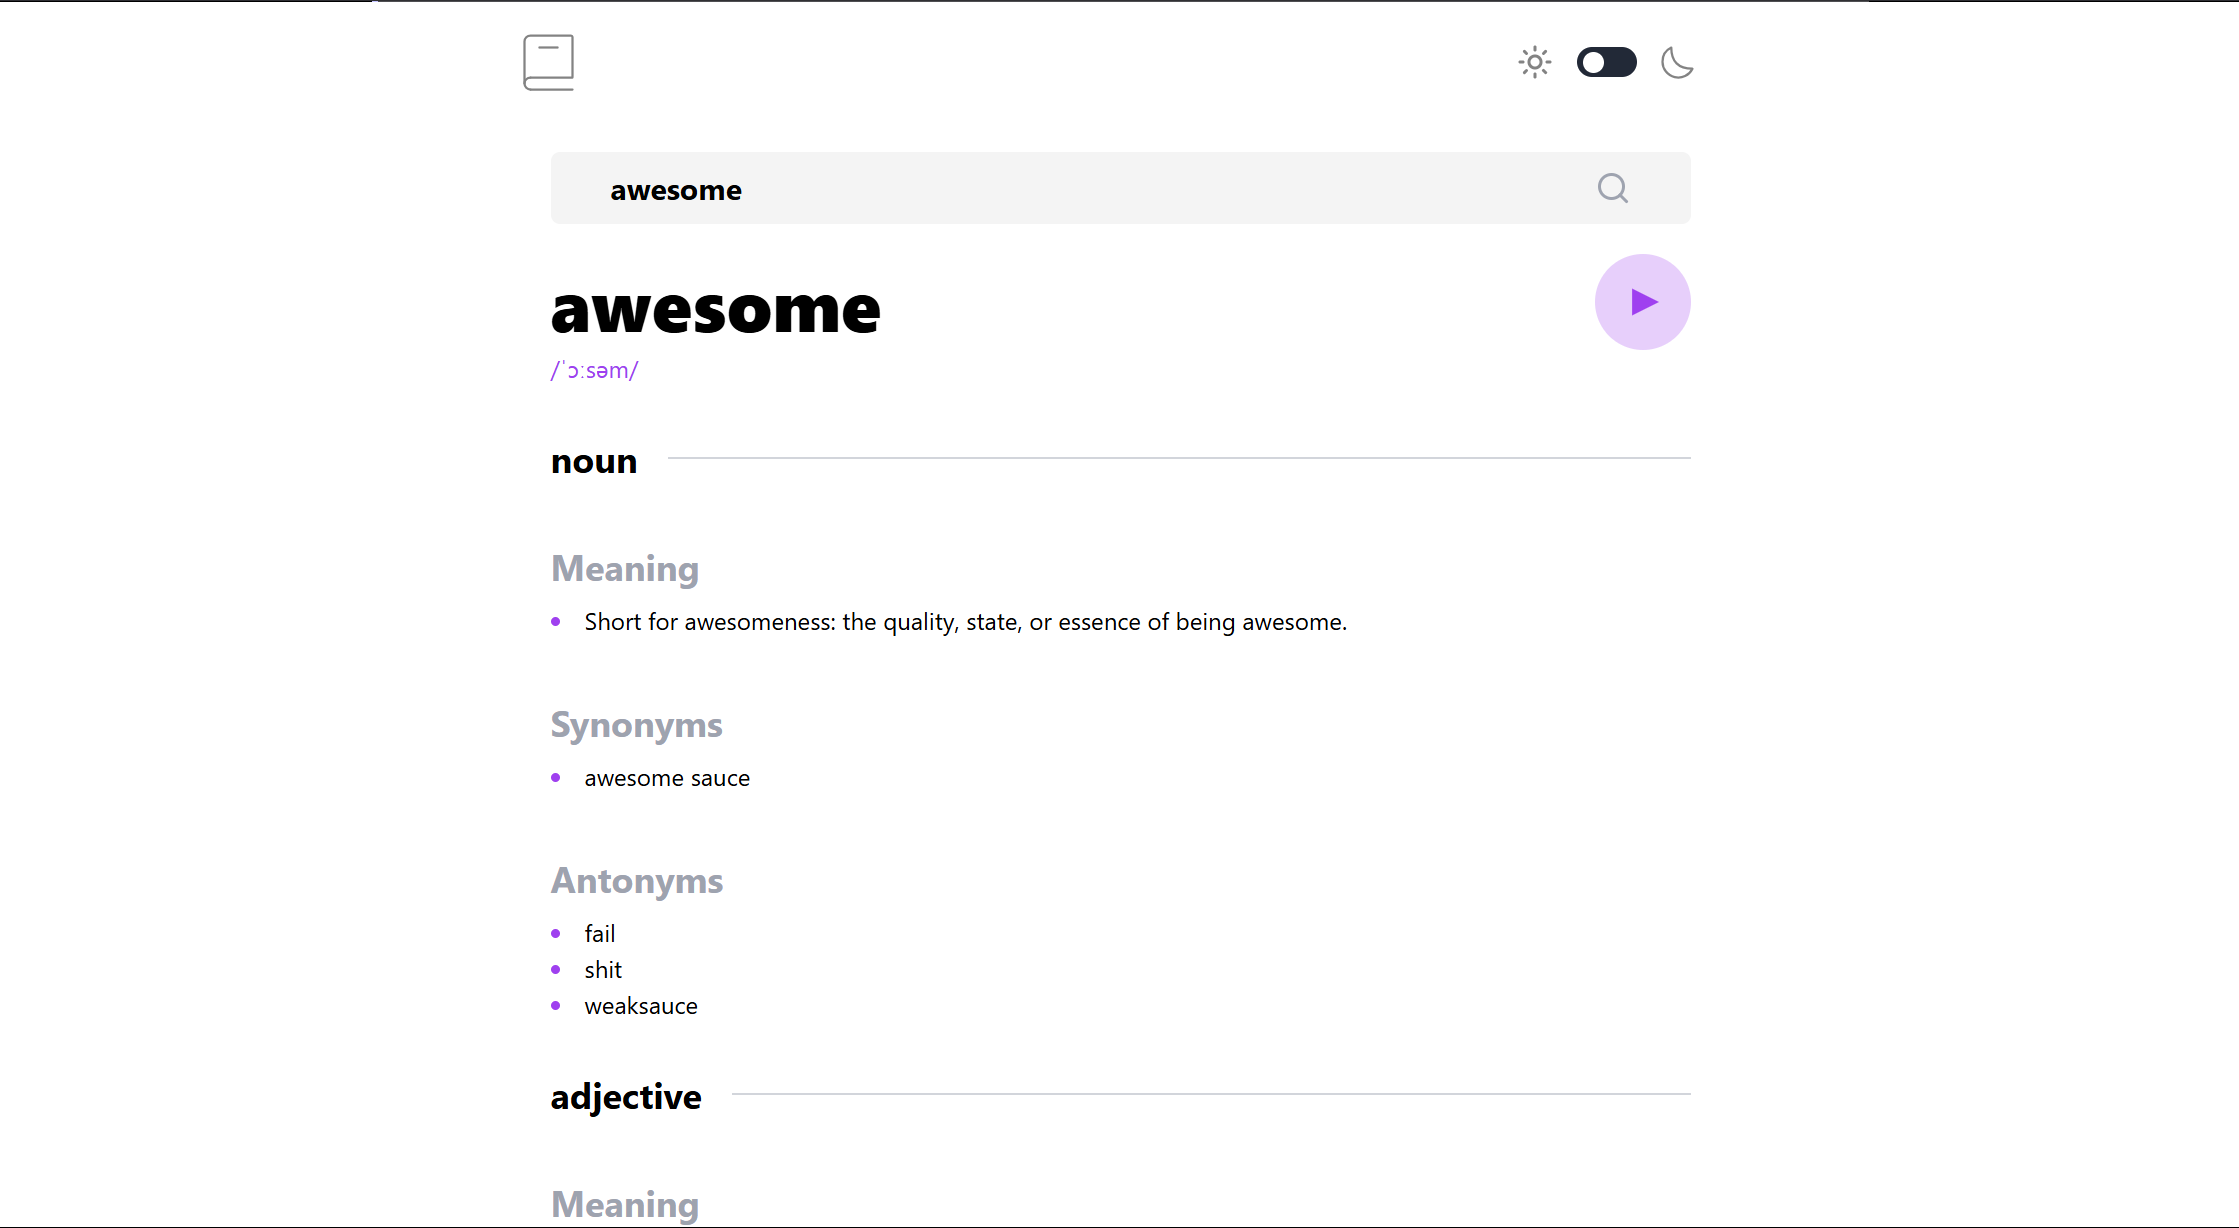 awesome
awesome
/ˈɔːsəm/
noun
Meaning
Short for awesomeness: the quality, state, or essence of being awesome.
Synonyms
awesome sauce
Antonyms
fail
shit
weaksauce
adjective
Meaning